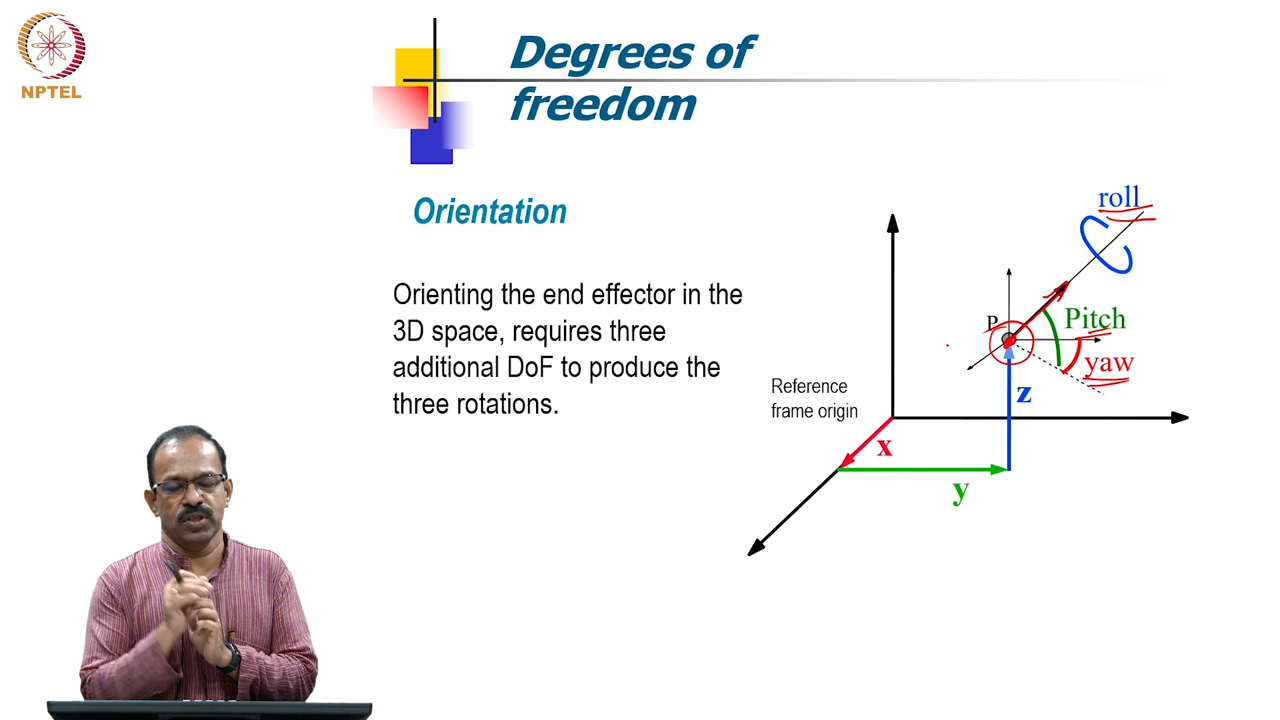 NPTEL
Degrees of
freedom
Orientation
Orienting the end effector in the
3D space, requires three
additional DoF to produce the
three rotations.
roll
P
Pitch
yaw
Reference
frame origin
z
x
y